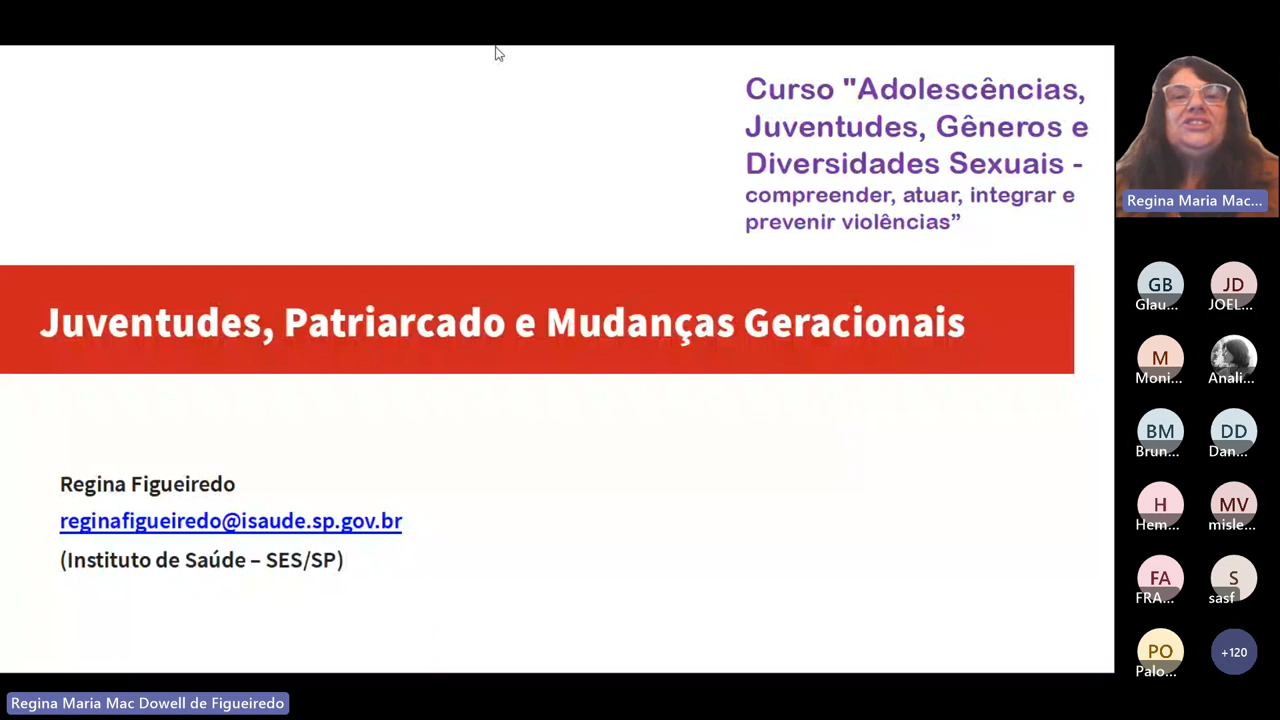 Curso "Adolescências,
Juventudes, Gêneros e
Diversidades Sexuais -
compreender, atuar, integrar e
prevenir violências”
Juventudes, Patriarcado e Mudanças Geracionais
Regina Figueiredo
reginafigueiredo@isaude.sp.gov.br
(Instituto de Saúde – SES/SP)
Regina Maria Mac...
GB
Glau...
JD
JOEL...
M
Moni...
Anali...
BM
Brun...
DD
Dan...
H
Hem...
MV
misle...
FA
FRA...
S
sasf
PO
Palo...
+120
Regina Maria Mac Dowell de Figueiredo